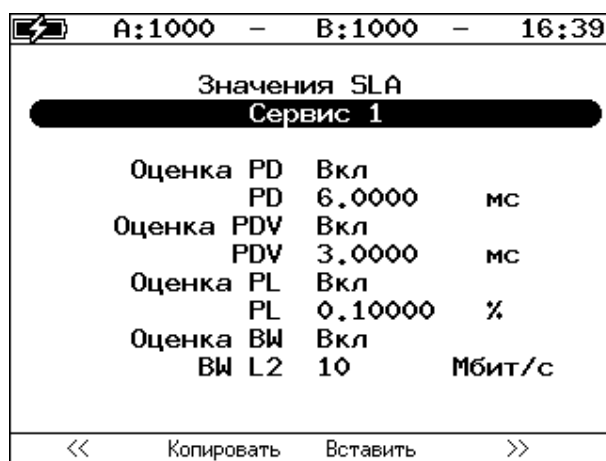 A:1000 – B:1000 – 16:39
Значения SLA
Сервис 1
Оценка PD Вкл
PD 6.0000 мс
Оценка PDV Вкл
PDV 3.0000 мс
Оценка PL Вкл
PL 0.10000 %
Оценка BW Вкл
BW L2 10 Мбит/с
<< Копировать Вставить >>